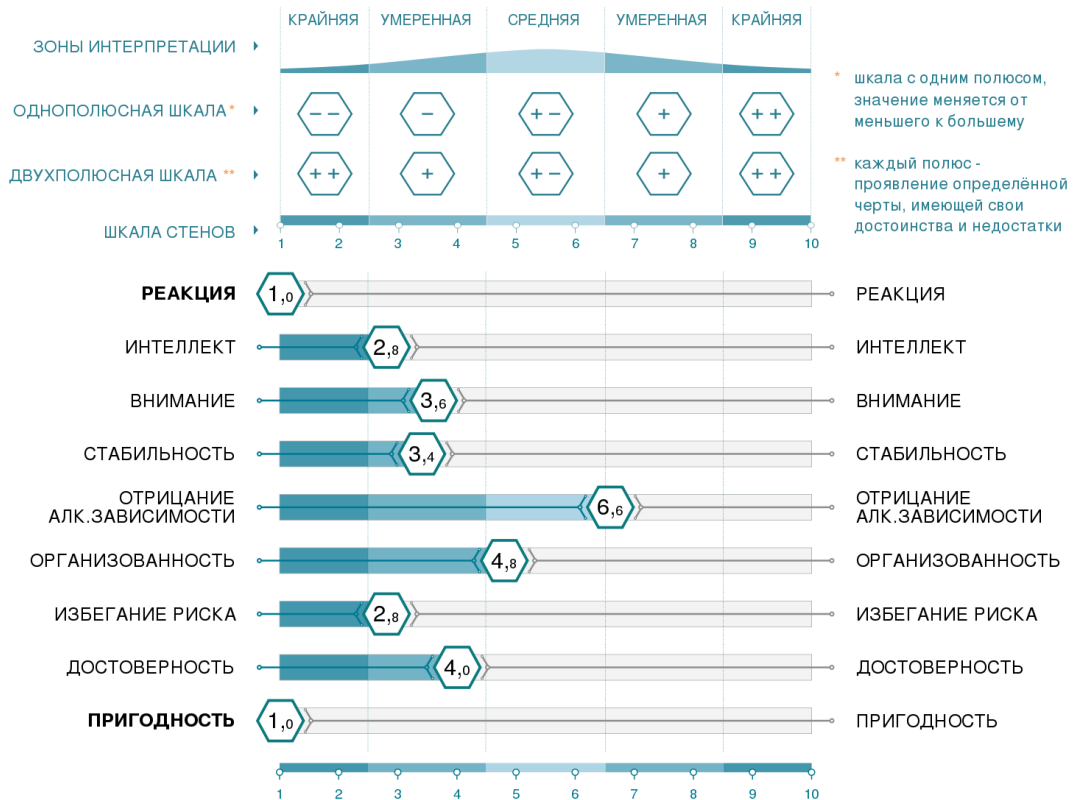 КРАЙНЯЯ УМЕРЕННАЯ СРЕДНЯЯ УМЕРЕННАЯ КРАЙНЯЯ
ЗОНЫ ИНТЕРПРЕТАЦИИ
ОДНОПОЛЮСНАЯ ШКАЛА*
− − − + − + + +
* шкала с одним полюсом,
значение меняется от
меньшего к большему
ДВУХПОЛЮСНАЯ ШКАЛА **
+ + + + − + + +
** каждый полюс -
проявление определённой
черты, имеющей свои
достоинства и недостатки
ШКАЛА СТЕНОВ
1 2 3 4 5 6 7 8 9 10
РЕАКЦИЯ 1,0 РЕАКЦИЯ
ИНТЕЛЛЕКТ 2,8 ИНТЕЛЛЕКТ
ВНИМАНИЕ 3,6 ВНИМАНИЕ
СТАБИЛЬНОСТЬ 3,4 СТАБИЛЬНОСТЬ
ОТРИЦАНИЕ
АЛК.ЗАВИСИМОСТИ
6,6
ОТРИЦАНИЕ
АЛК.ЗАВИСИМОСТИ
ОРГАНИЗОВАННОСТЬ 4,8 ОРГАНИЗОВАННОСТЬ
ИЗБЕГАНИЕ РИСКА 2,8 ИЗБЕГАНИЕ РИСКА
ДОСТОВЕРНОСТЬ 4,0 ДОСТОВЕРНОСТЬ
ПРИГОДНОСТЬ 1,0 ПРИГОДНОСТЬ
1 2 3 4 5 6 7 8 9 10